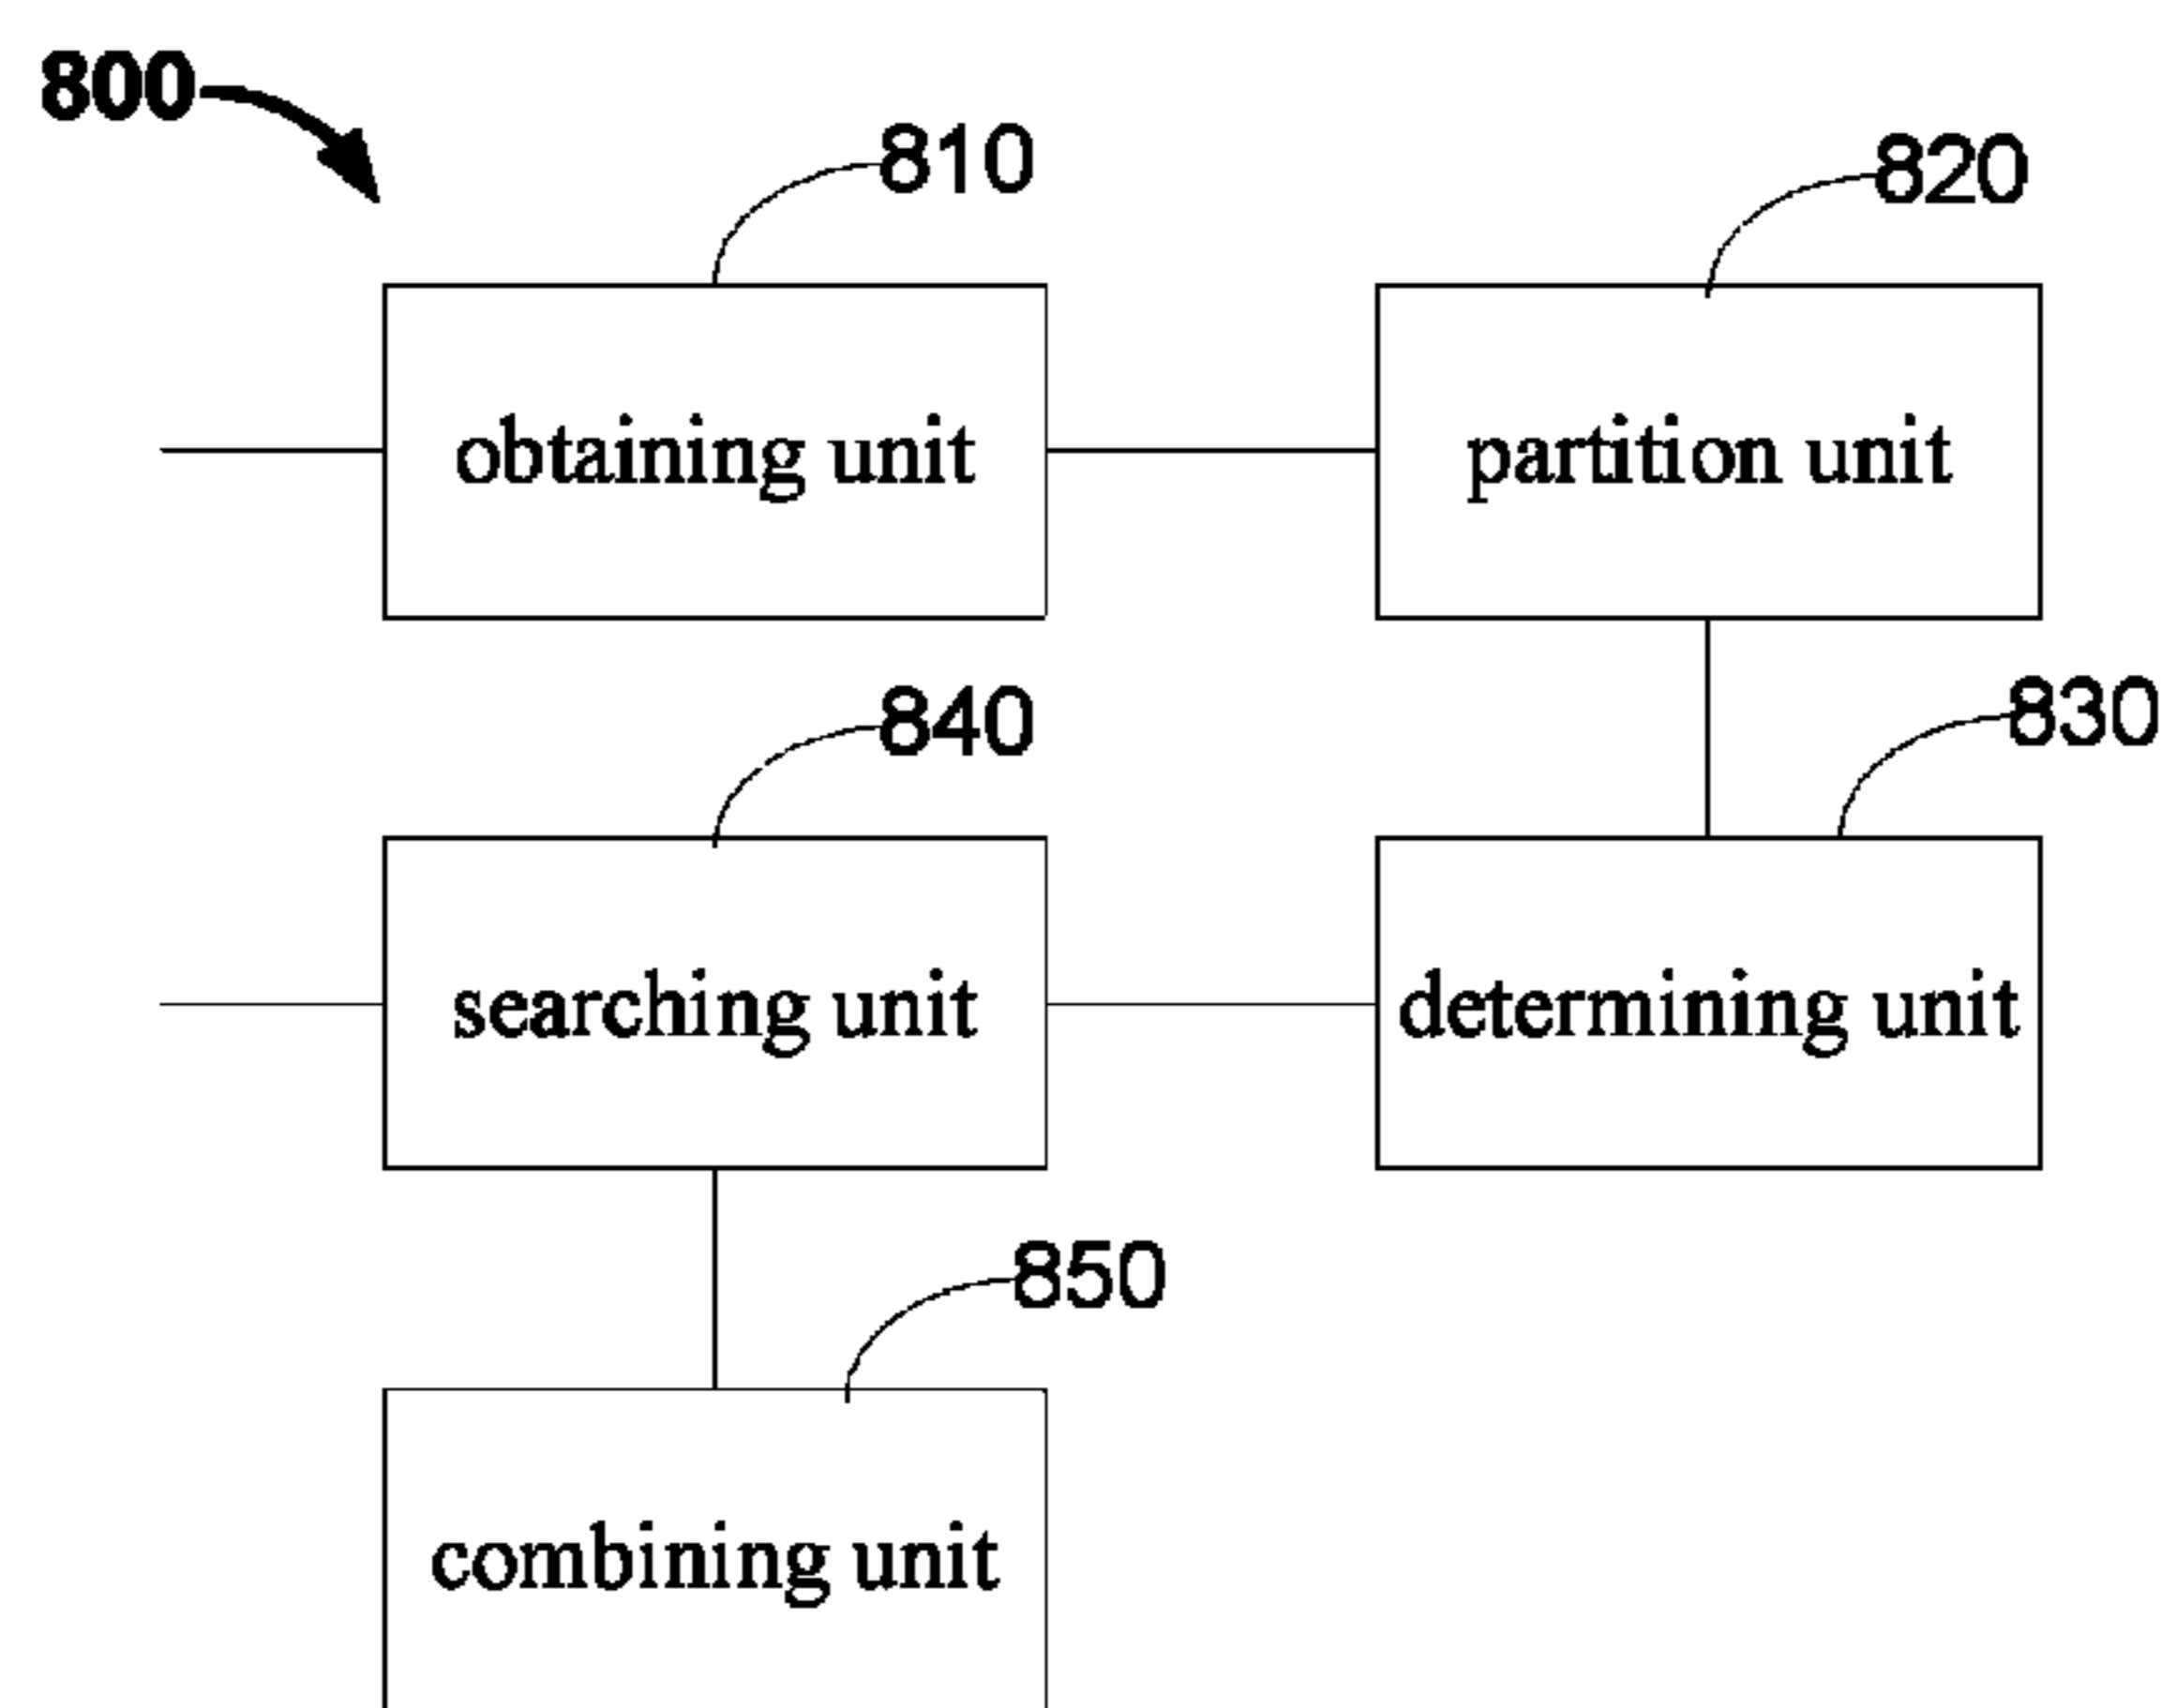 800
810
820
obtaining unit
partition unit
840
830
searching unit
determining unit
850
combining unit